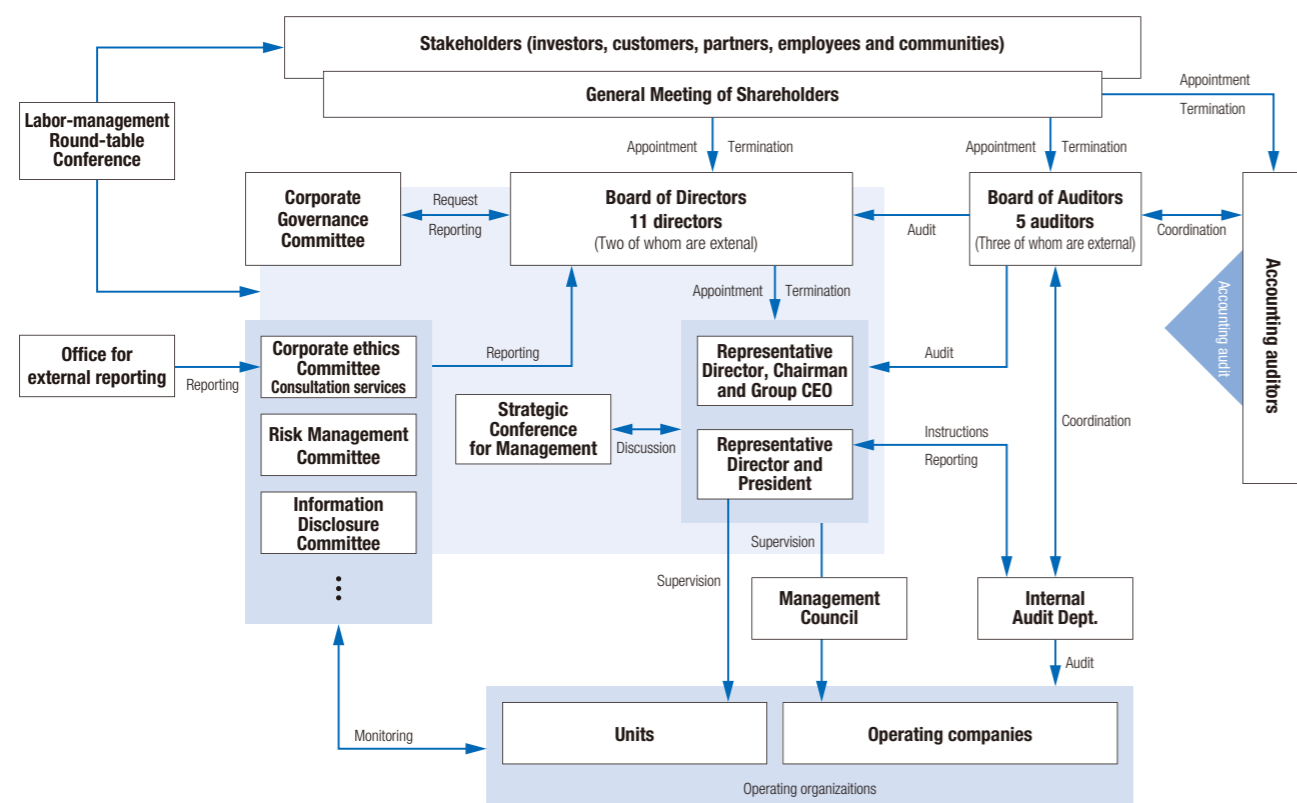 Stakeholders (investors, customers, partners, employees and communities)
General Meeting of Shareholders
Appointment
Termination
Labor-management
Round-table
Conference
Appointment
Termination
Appointment
Termination
Corporate
Governance
Committee
Request
Reporting
Board of Directors
11 directors
(Two of whom are extenal)
Audit
Board of Auditors
5 auditors
(Three of whom are external)
Coordination
Accounting auditors
Accounting audit
Appointment
Termination
Office for
external reporting
Reporting
Corporate ethics
Committee
Consultation services
Reporting
Representative
Director, Chairman
and Group CEO
Audit
Risk Management
Committee
Strategic
Conference
for Management
Discussion
Representative
Director and
President
Instructions
Reporting
Coordination
Information
Disclosure
Committee
Supervision
Supervision
Management
Council
Internal
Audit Dept.
Audit
Monitoring
Units
Operating companies
Operating organizaitions